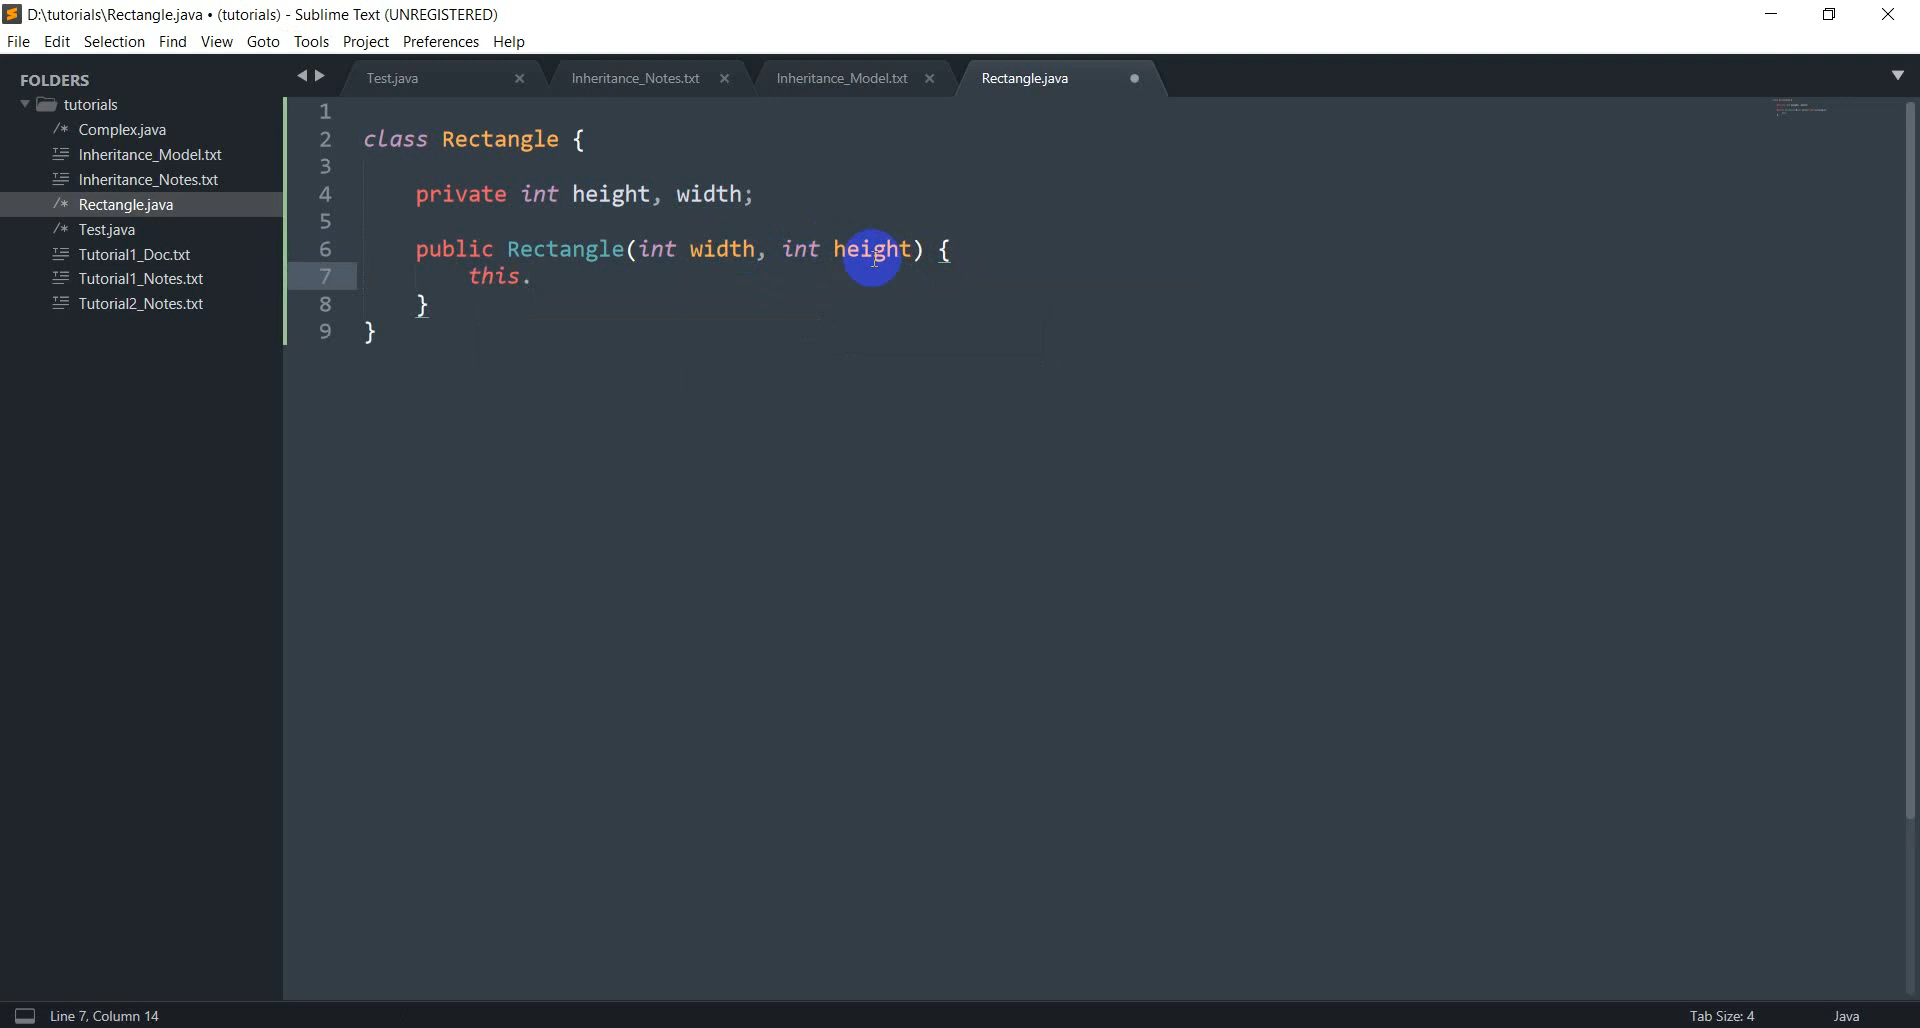 D:\tutorials\Rectangle.java • (tutorials) - Sublime Text (UNREGISTERED)
File Edit Selection Find View Goto Tools Project Preferences Help
FOLDERS
tutorials
/* Complex.java
Inheritance_Model.txt
Inheritance_Notes.txt
/* Rectangle.java
/* Test.java
Tutorial1_Doc.txt
Tutorial1_Notes.txt
Tutorial2_Notes.txt
Test.java Inheritance_Notes.txt Inheritance_Model.txt Rectangle.java
1
2 class Rectangle {
3
4 private int height, width;
5
6 public Rectangle(int width, int height) {
7 this.
8 }
9 }
Line 7, Column 14 Tab Size: 4 Java